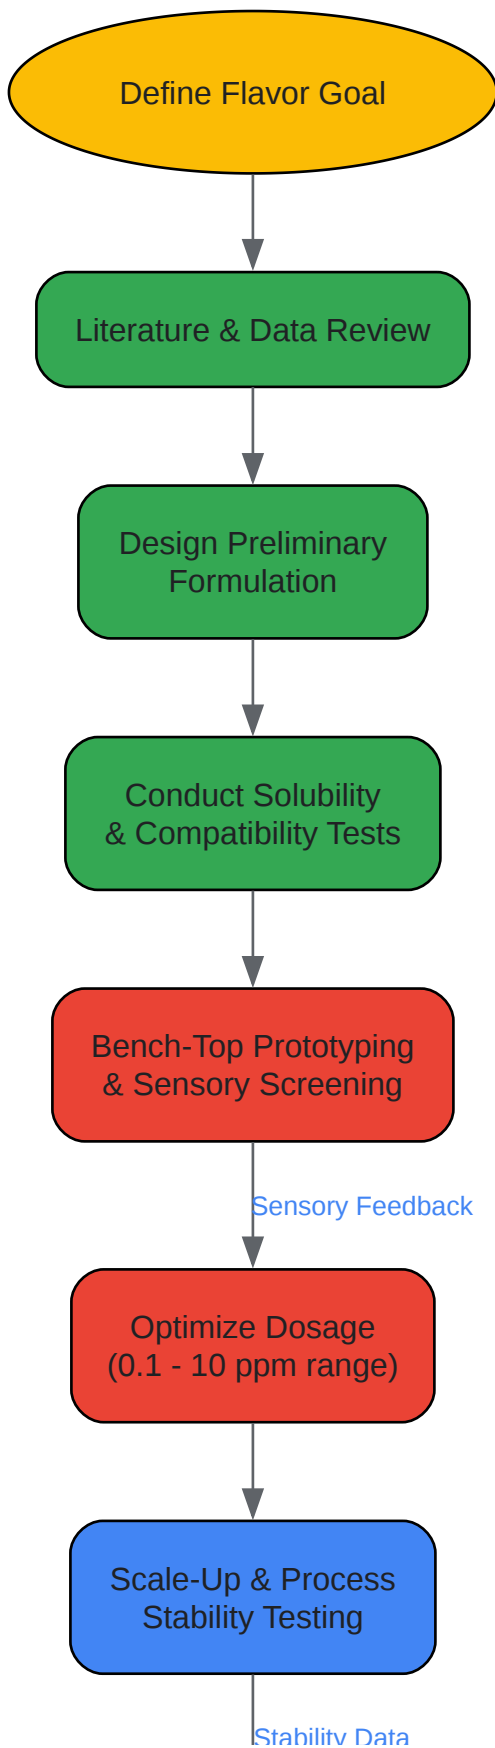 Define Flavor Goal
Literature & Data Review
Design Preliminary
Formulation
Conduct Solubility
& Compatibility Tests
Bench-Top Prototyping
& Sensory Screening
Sensory Feedback
Optimize Dosage
(0.1 - 10 ppm range)
Scale-Up & Process
Stability Testing
Stability Data